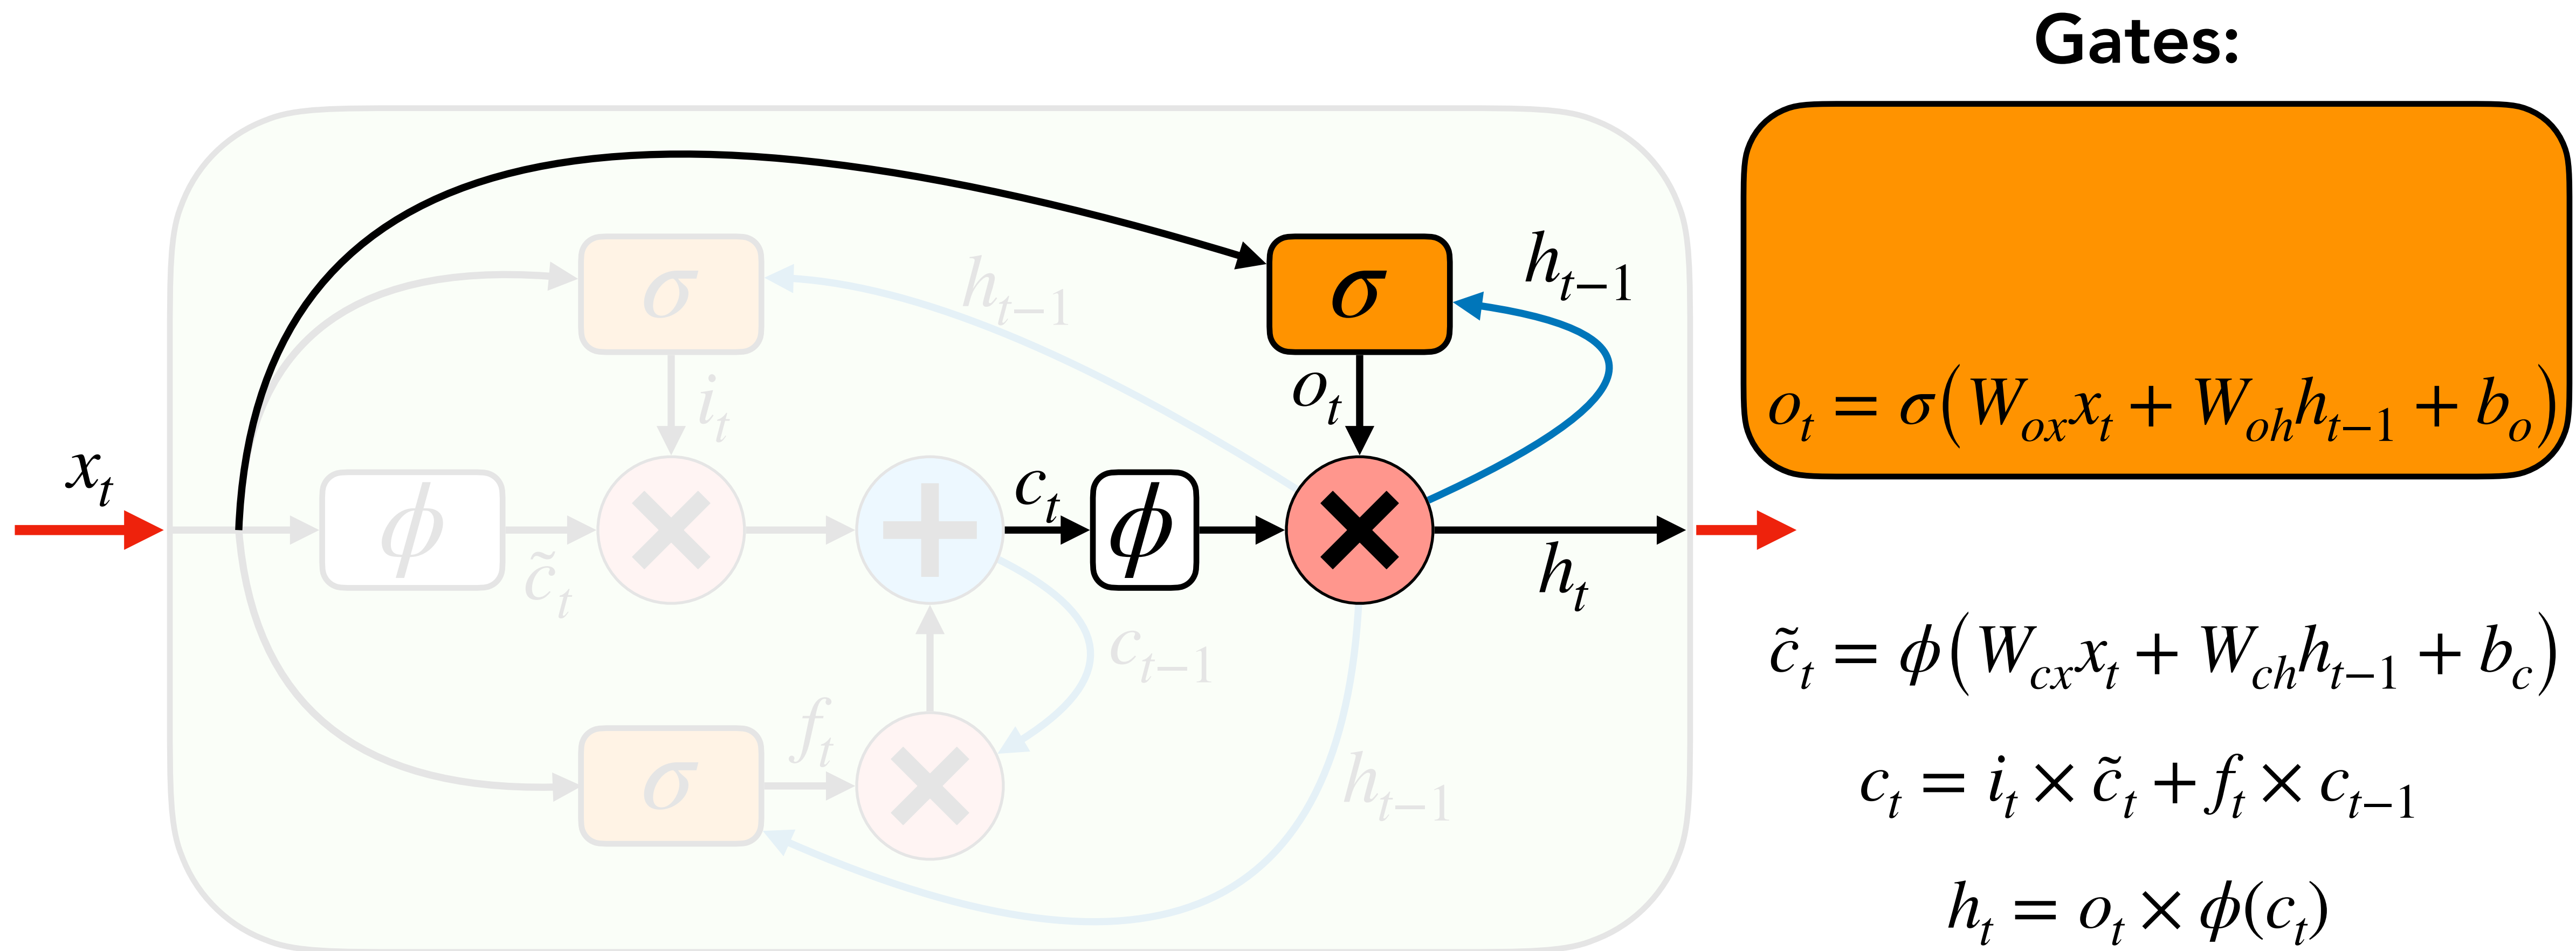 Gates:
σ
σ
h_{t−1}
h_{t−1}
i_t
o_t
o_t = σ(W_{ox}x_t + W_{oh}h_{t−1} + b_o)
x_t
ϕ
c̃_t
×
+
c_t
ϕ
×
h_t
c̃_t = ϕ(W_{cx}x_t + W_{ch}h_{t−1} + b_c)
c_{t−1}
σ
f_t
×
h_{t−1}
c_t = i_t × c̃_t + f_t × c_{t−1}
h_t = o_t × ϕ(c_t)